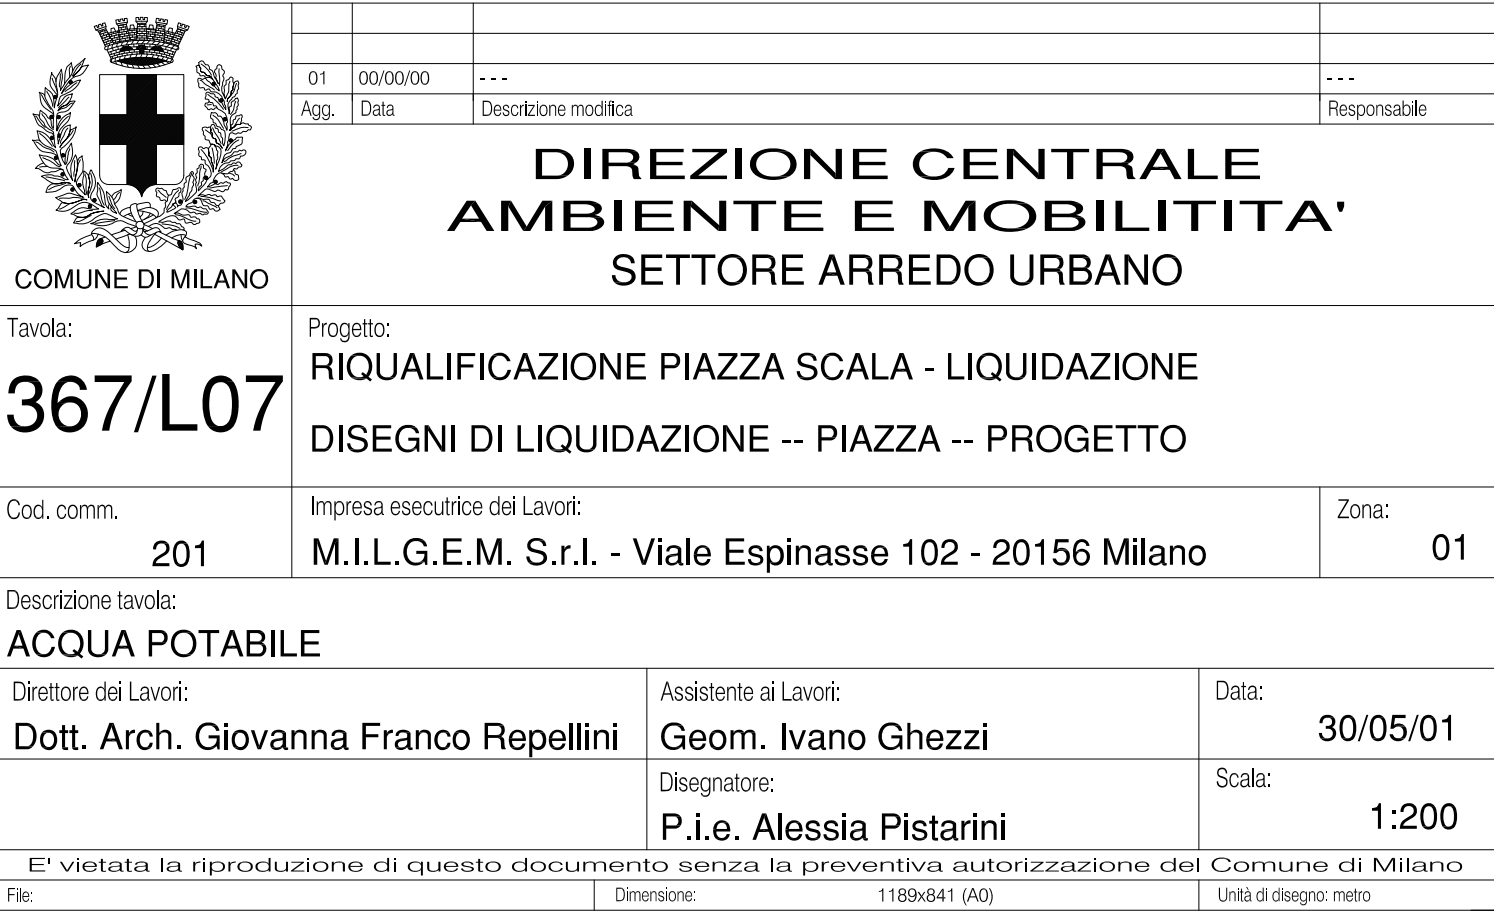 01 00/00/00 - - - - - -
Agg. Data Descrizione modifica Responsabile
DIREZIONE CENTRALE
AMBIENTE E MOBILITITA'
SETTORE ARREDO URBANO
COMUNE DI MILANO
Tavola:
367/L07
Progetto:
RIQUALIFICAZIONE PIAZZA SCALA - LIQUIDAZIONE
DISEGNI DI LIQUIDAZIONE -- PIAZZA -- PROGETTO
Cod. comm.
201
Impresa esecutrice dei Lavori:
M.I.L.G.E.M. S.r.l. - Viale Espinasse 102 - 20156 Milano
Zona:
01
Descrizione tavola:
ACQUA POTABILE
Direttore dei Lavori:
Dott. Arch. Giovanna Franco Repellini
Assistente ai Lavori:
Geom. Ivano Ghezzi
Data:
30/05/01
Disegnatore:
P.i.e. Alessia Pistarini
Scala:
1:200
E' vietata la riproduzione di questo documento senza la preventiva autorizzazione del Comune di Milano
File: Dimensione: 1189x841 (A0) Unità di disegno: metro